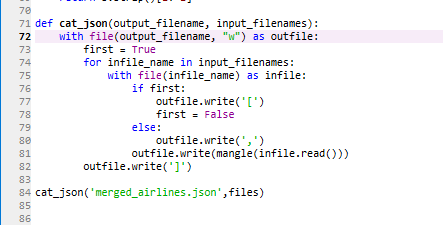 70
71 def cat_json(output_filename, input_filenames):
72     with file(output_filename, "w") as outfile:
73         first = True
74         for infile_name in input_filenames:
75             with file(infile_name) as infile:
76                 if first:
77                     outfile.write('[')
78                     first = False
79                 else:
80                     outfile.write(',')
81                 outfile.write(mangle(infile.read()))
82         outfile.write(']')
83
84 cat_json('merged_airlines.json',files)
85
86